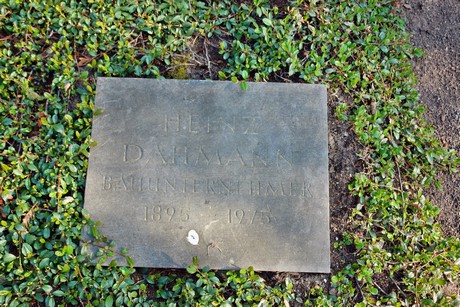 HEINZ
DAHMANN
BAUUNTERNEHMER
1895 - 1975